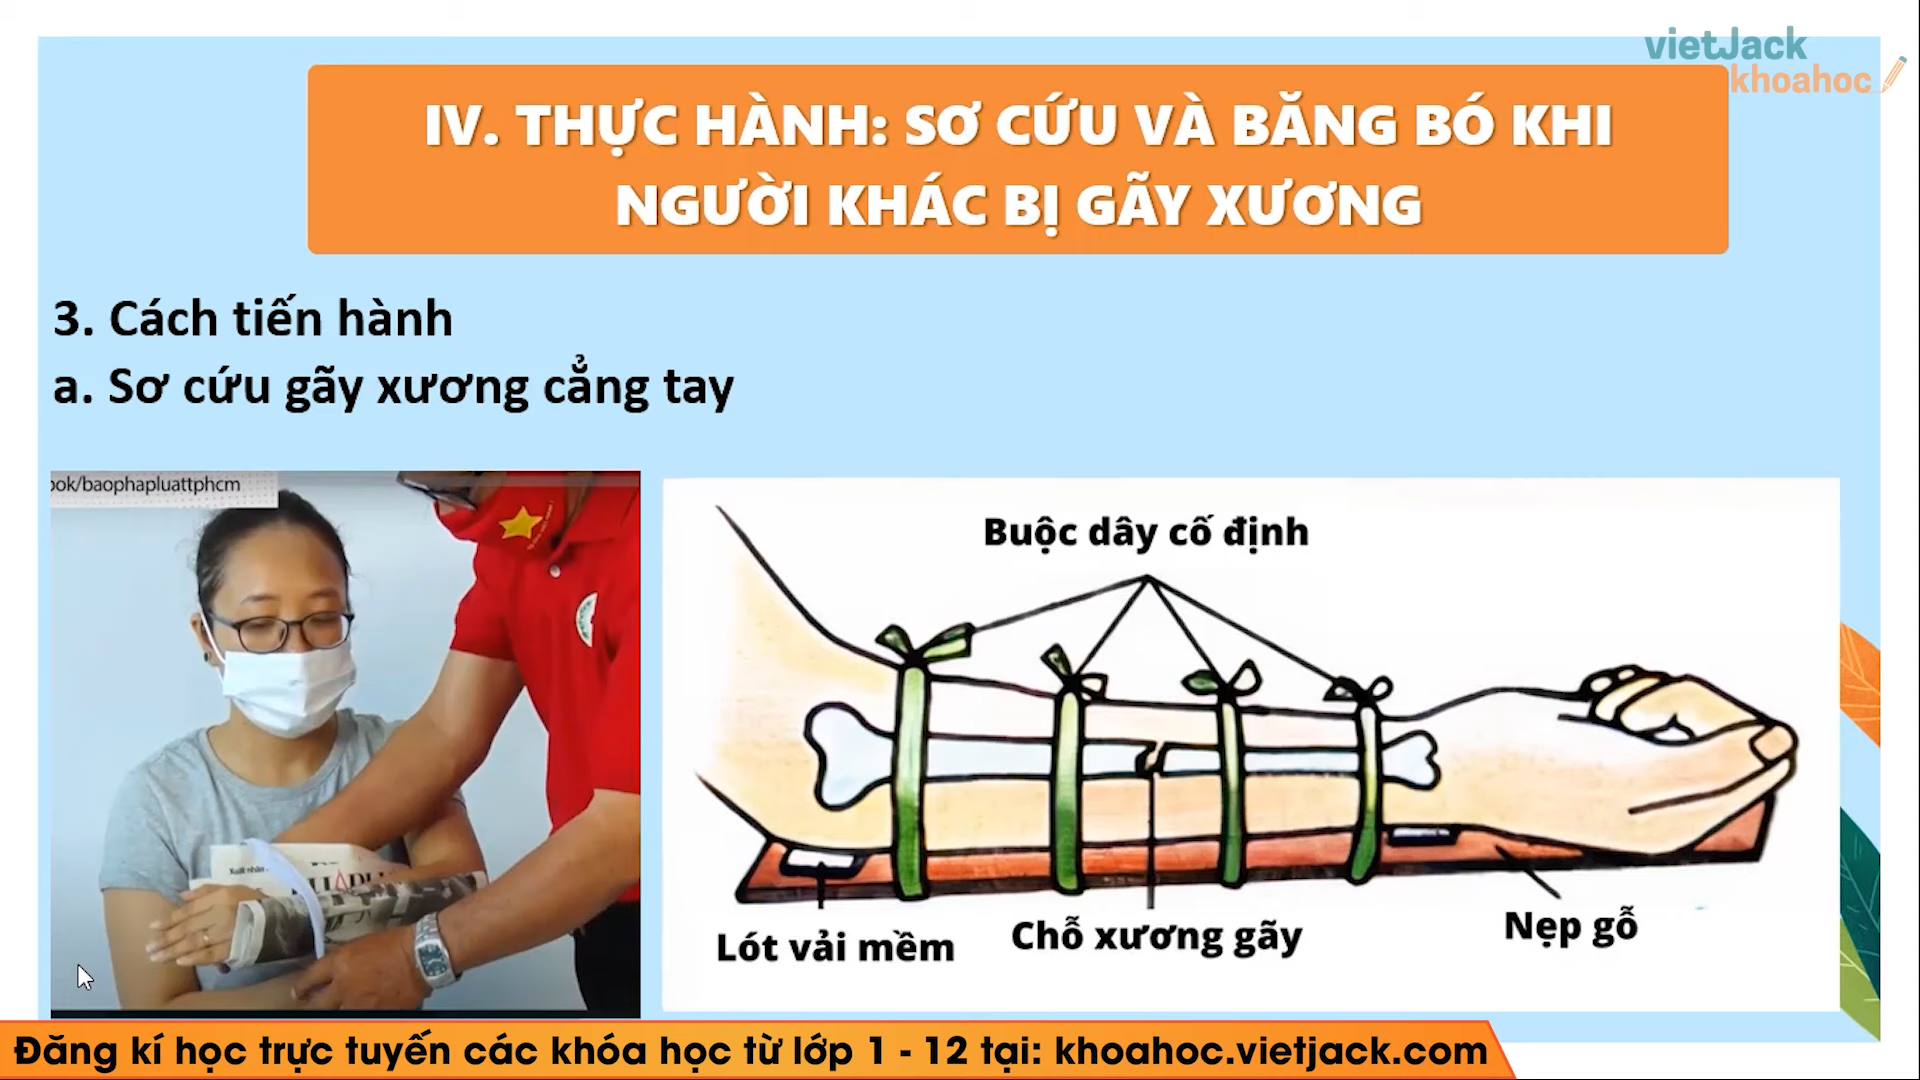 vietJack
khoahoc
IV. THỰC HÀNH: SƠ CỨU VÀ BĂNG BÓ KHI
NGƯỜI KHÁC BỊ GÃY XƯƠNG
3. Cách tiến hành
a. Sơ cứu gãy xương cẳng tay
ook/baophapluattphcm
Buộc dây cố định
Lót vải mềm
Chỗ xương gãy
Nẹp gỗ
Đăng kí học trực tuyến các khóa học từ lớp 1 - 12 tại: khoahoc.vietjack.com